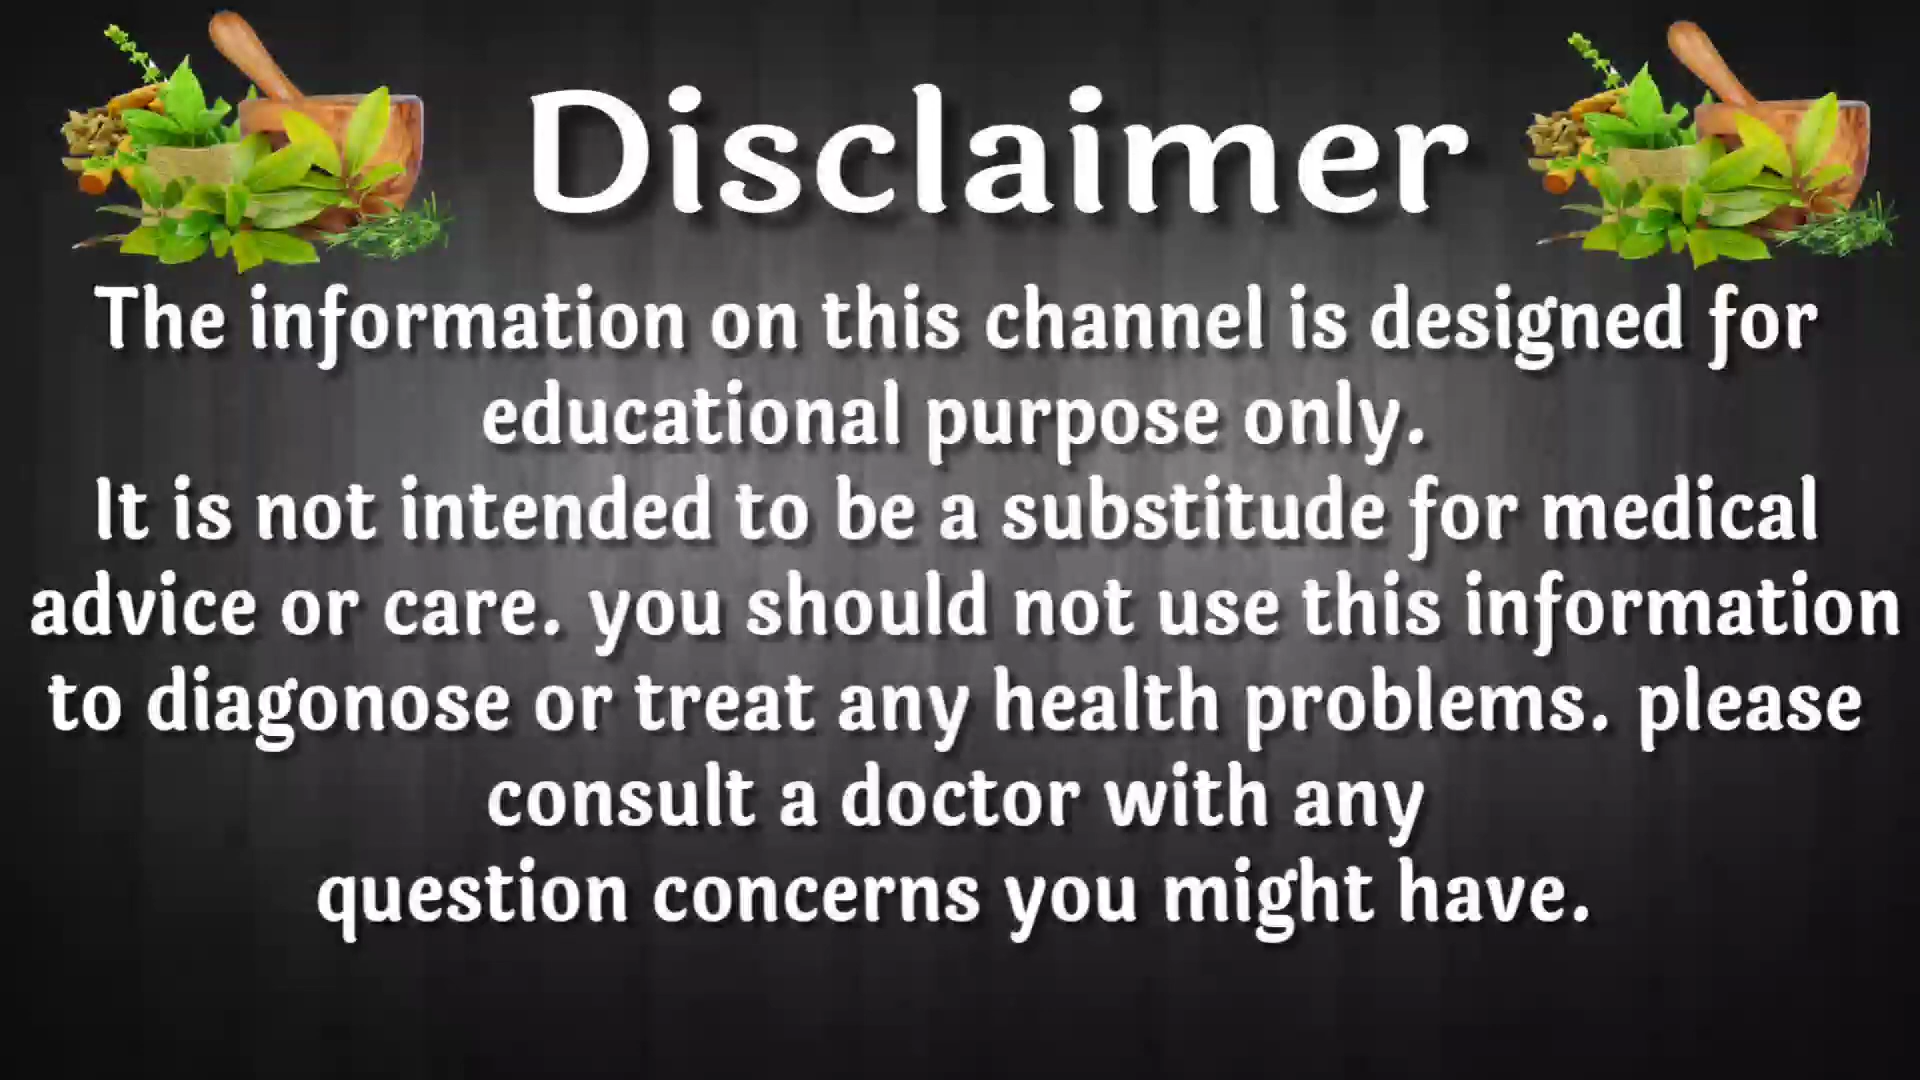 Disclaimer
The information on this channel is designed for
educational purpose only.
It is not intended to be a substitude for medical
advice or care. you should not use this information
to diagonose or treat any health problems. please
consult a doctor with any
question concerns you might have.